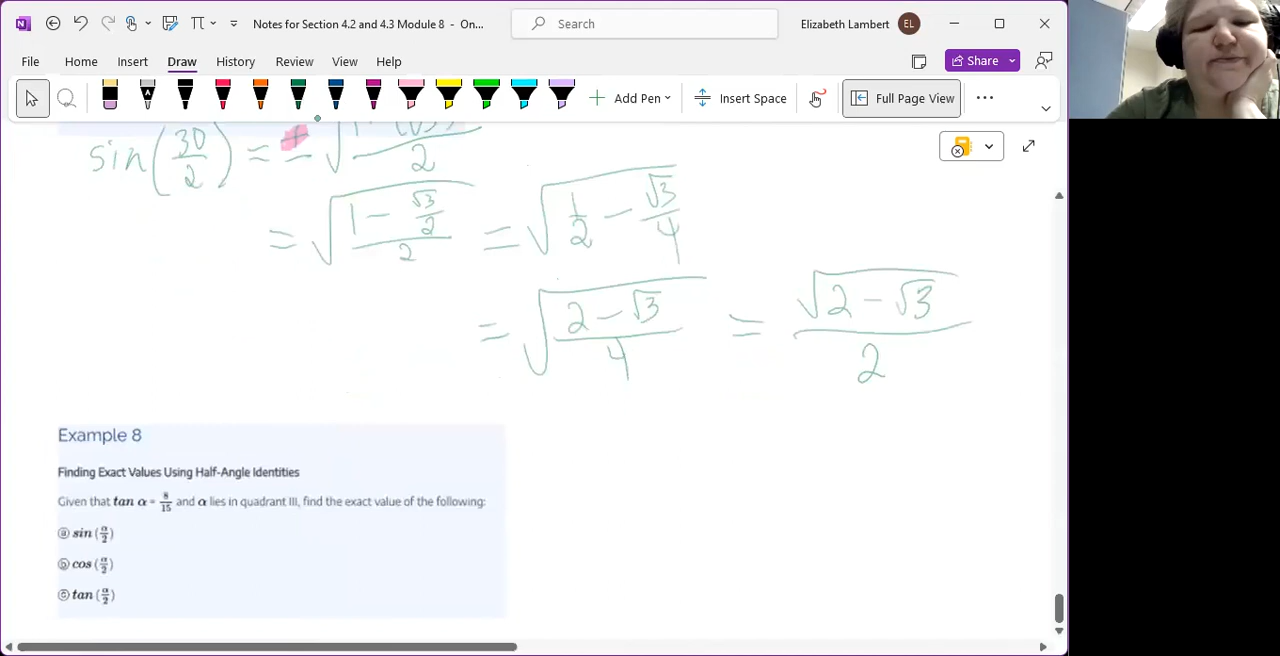 Notes for Section 4.2 and 4.3 Module 8 - On...
Search
Elizabeth Lambert EL
File Home Insert Draw History Review View Help
Share
Add Pen Insert Space Full Page View
sin(30/2) = ± √ 2
= √((1 - √3/2)/2) = √(1/2 - √3/4)
= √((2 - √3)/4) = √(2 - √3)/2
Example 8
Finding Exact Values Using Half-Angle Identities
Given that tan α = 8/15 and α lies in quadrant III, find the exact value of the following:
ⓐ sin (α/2)
ⓑ cos (α/2)
ⓒ tan (α/2)